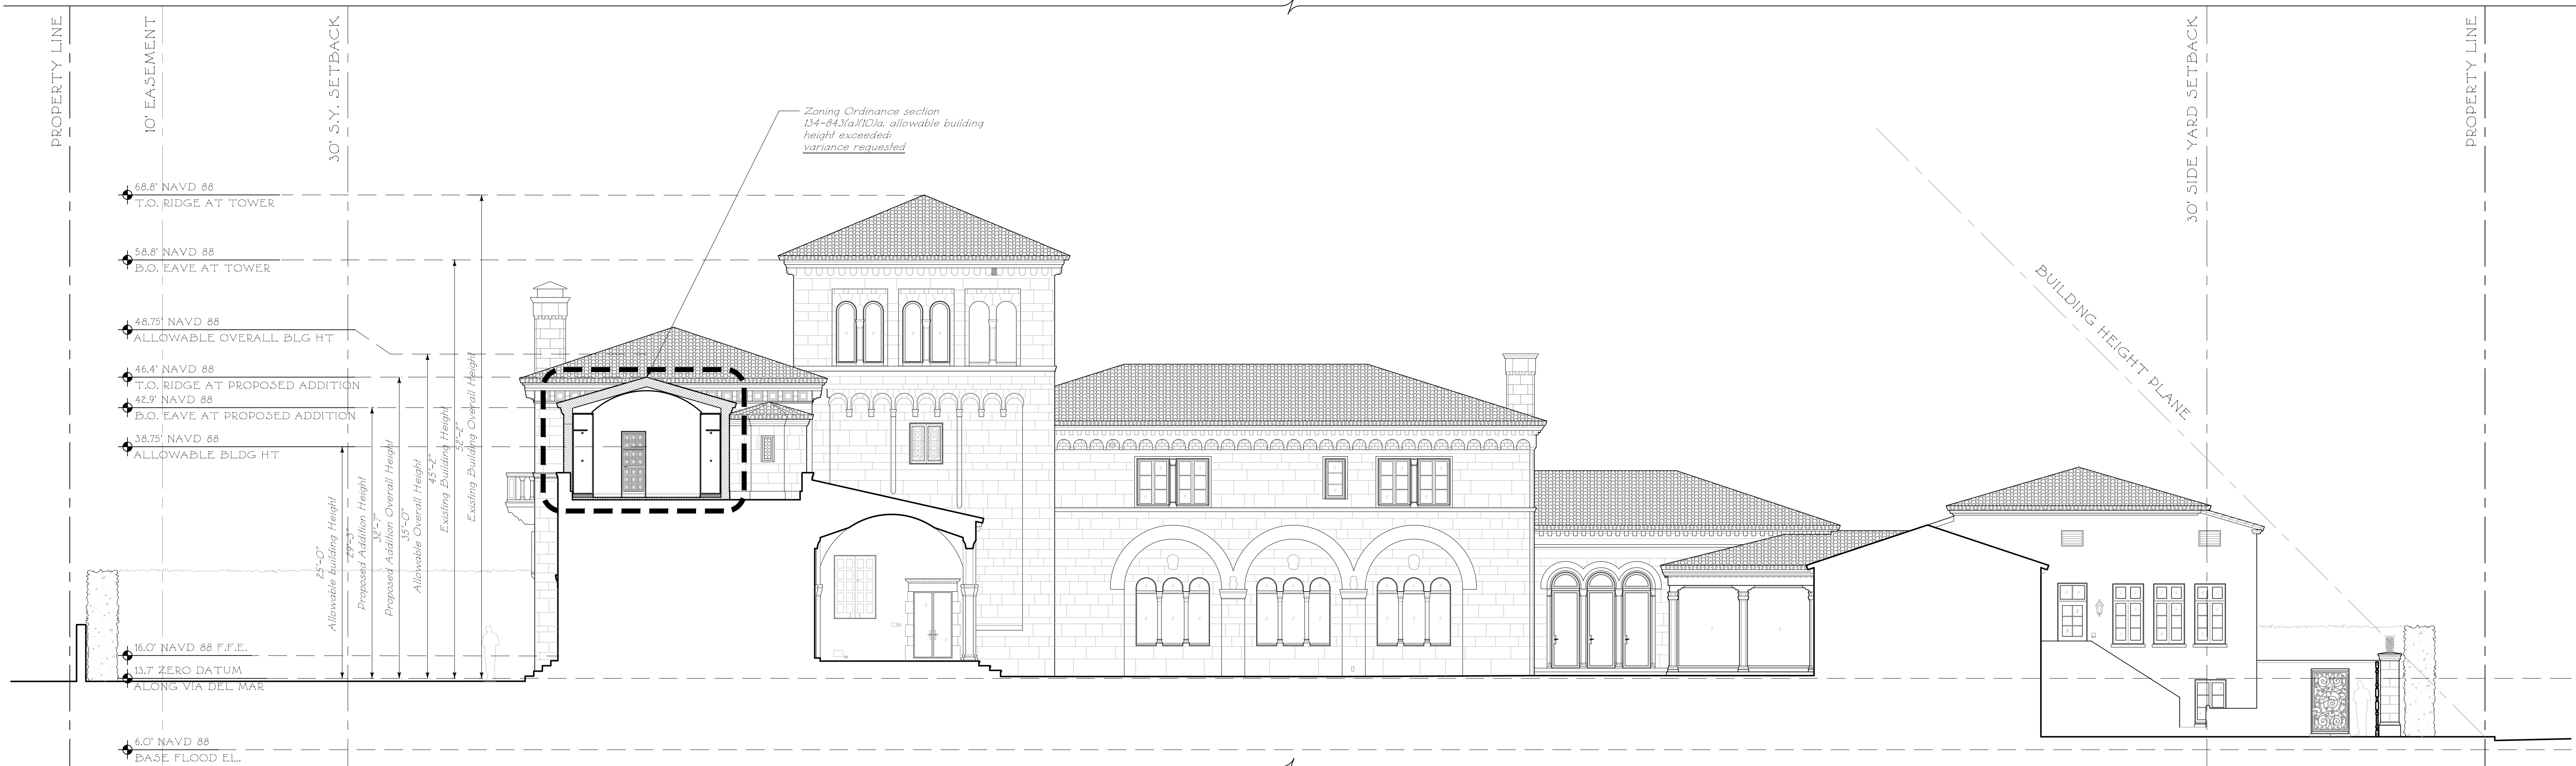 PROPERTY LINE
10' EASEMENT
30' S.Y. SETBACK
Zoning Ordinance section
134-843(a)(10)a, allowable building
height exceeded:
variance requested
30' SIDE YARD SETBACK
PROPERTY LINE
BUILDING HEIGHT PLANE
68.8' NAVD 88
T.O. RIDGE AT TOWER
58.8' NAVD 88
B.O. EAVE AT TOWER
48.75' NAVD 88
ALLOWABLE OVERALL BLG HT
46.4' NAVD 88
T.O. RIDGE AT PROPOSED ADDITION
42.9' NAVD 88
B.O. EAVE AT PROPOSED ADDITION
38.75' NAVD 88
ALLOWABLE BLDG HT
25'-0"
Allowable building Height
29'-3"
Proposed Addition Height
32'-7"
Proposed Addition Overall Height
35'-0"
Allowable Overall Height
45'-2"
Existing Building Height
52'-2"
Existing Building Overall Height
16.0' NAVD 88 F.F.E.
13.7' ZERO DATUM
ALONG VIA DEL MAR
6.0' NAVD 88
BASE FLOOD EL.